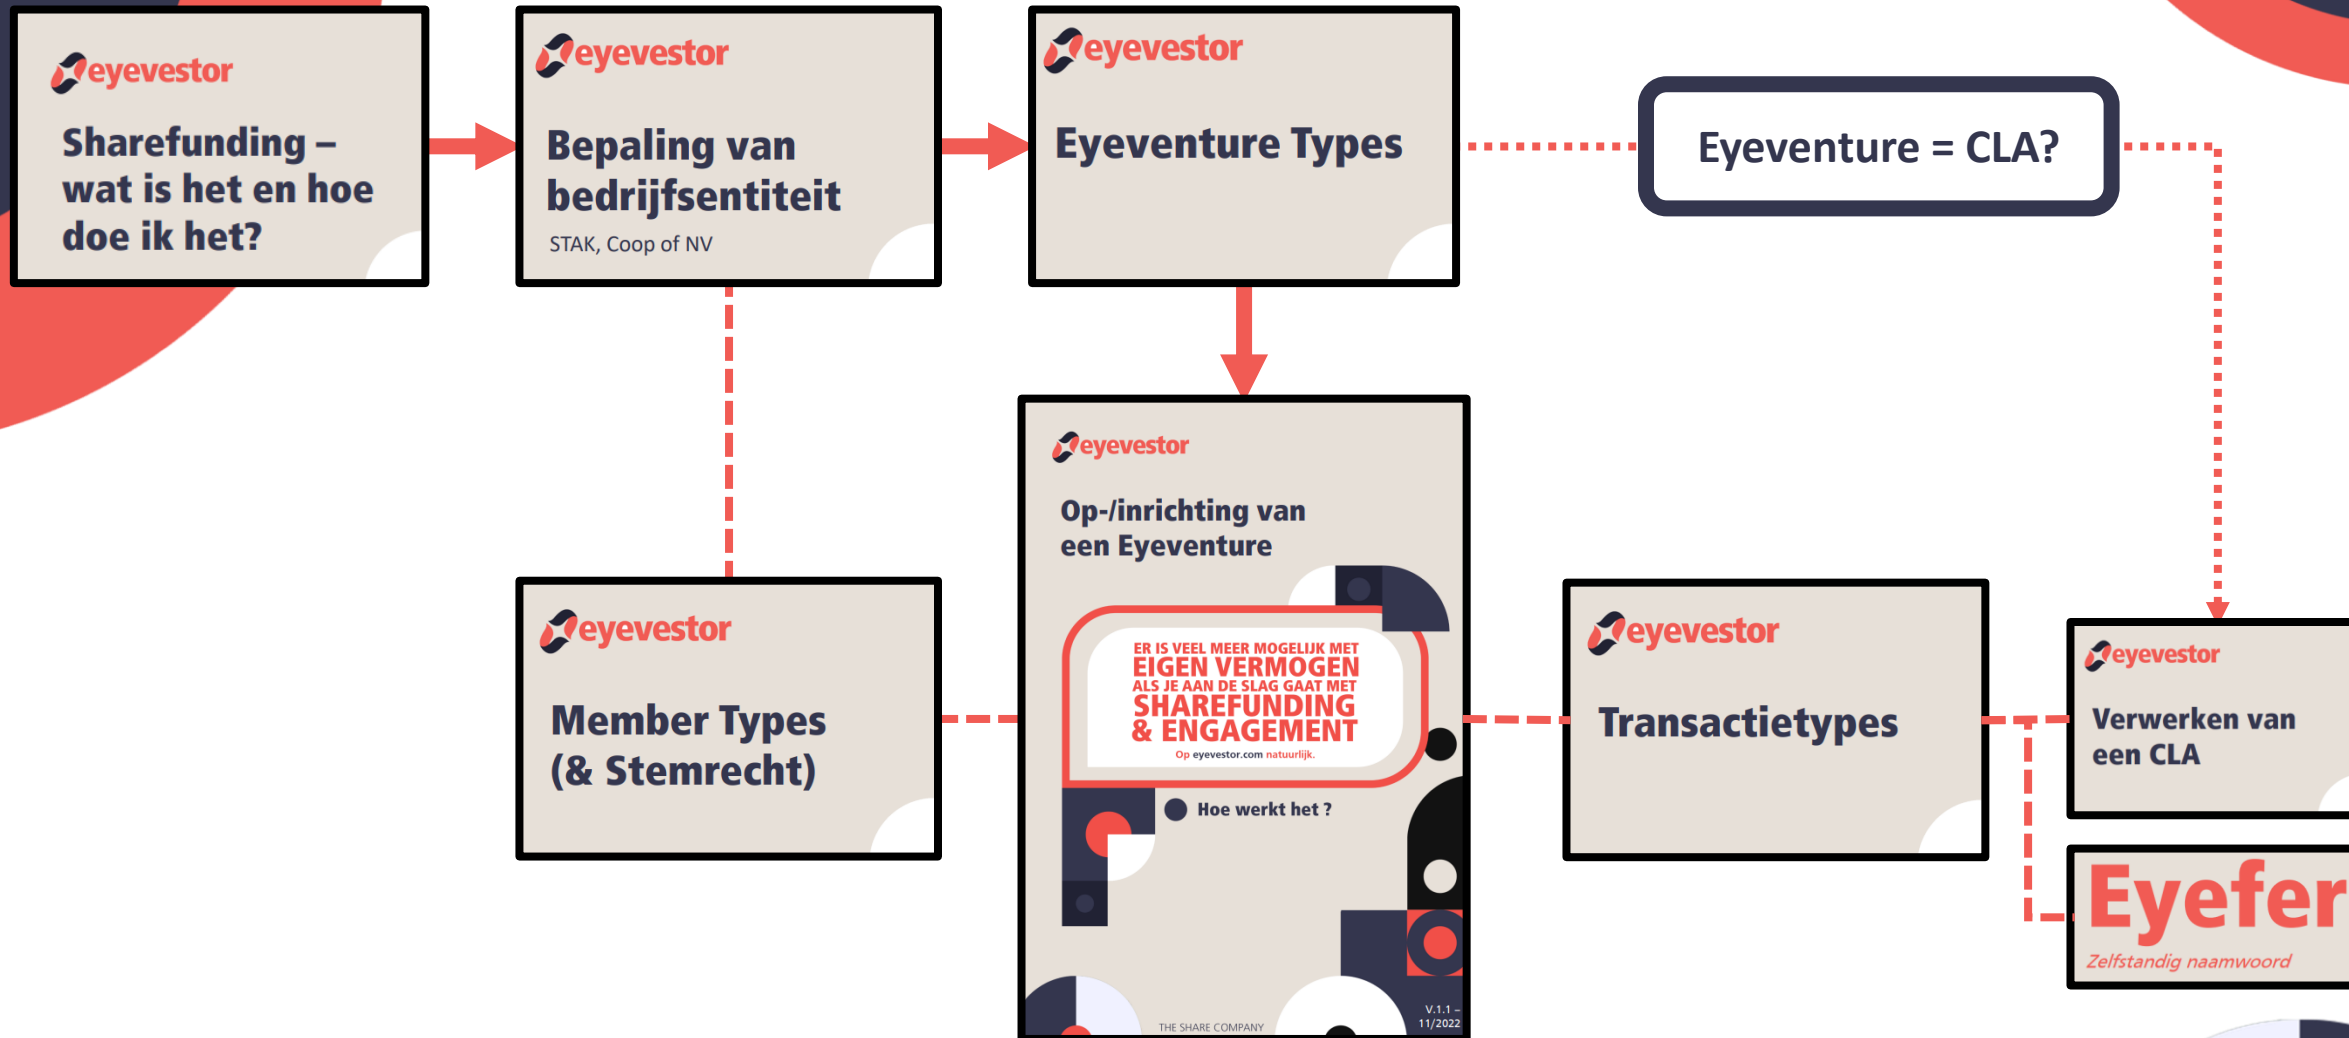 eyevestor
Sharefunding –
wat is het en hoe
doe ik het?
eyevestor
Bepaling van
bedrijfsentiteit
STAK, Coop of NV
eyevestor
Eyeventure Types
Eyeventure = CLA?
eyevestor
Member Types
(& Stemrecht)
eyevestor
Op-/inrichting van
een Eyeventure
ER IS VEEL MEER MOGELIJK MET
EIGEN VERMOGEN
ALS JE AAN DE SLAG GAAT MET
SHAREFUNDING
& ENGAGEMENT
Op eyevestor.com natuurlijk.
Hoe werkt het ?
THE SHARE COMPANY
V.1.1 –
11/2022
eyevestor
Transactietypes
eyevestor
Verwerken van
een CLA
Eyefer
Zelfstandig naamwoord